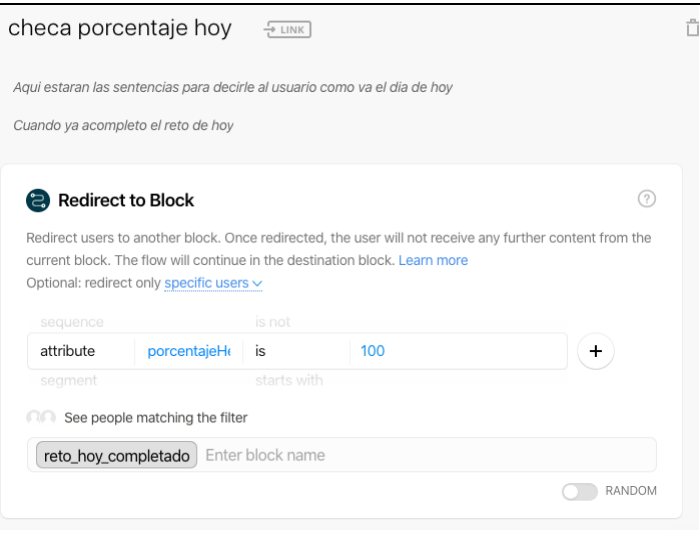 checa porcentaje hoy LINK
Aqui estaran las sentencias para decirle al usuario como va el dia de hoy
Cuando ya acompleto el reto de hoy
Redirect to Block ?
Redirect users to another block. Once redirected, the user will not receive any further content from the
current block. The flow will continue in the destination block. Learn more
Optional: redirect only specific users
sequence is not
attribute porcentajeHe is 100 +
segment starts with
See people matching the filter
reto_hoy_completado Enter block name
RANDOM